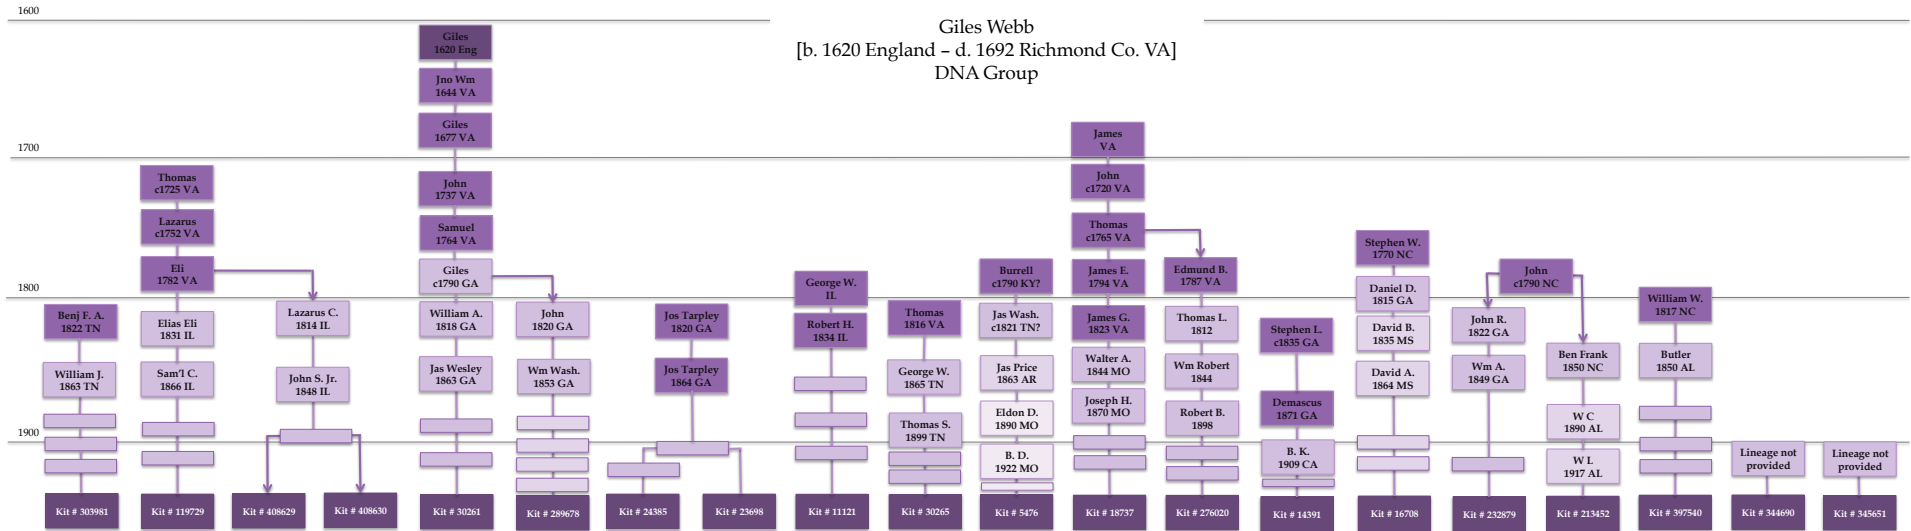 1600
Giles Webb
[b. 1620 England – d. 1692 Richmond Co. VA]
DNA Group
1700
1800
1900
Benj F. A.
1822 TN
William J.
1863 TN
Kit # 303981
Thomas
c1725 VA
Lazarus
c1752 VA
Eli
1782 VA
Elias Eli
1831 IL
Sam'l C.
1866 IL
Kit # 119729
Lazarus C.
1814 IL
John S. Jr.
1848 IL
Kit # 408629
Kit # 408630
Giles
1620 Eng
Jno Wm
1644 VA
Giles
1677 VA
John
1737 VA
Samuel
1764 VA
Giles
c1790 GA
William A.
1818 GA
Jas Wesley
1863 GA
Kit # 30261
John
1820 GA
Wm Wash.
1853 GA
Kit # 289678
Jos Tarpley
1820 GA
Jos Tarpley
1864 GA
Kit # 24385
Kit # 23698
George W.
IL
Robert H.
1834 IL
Kit # 11121
Thomas
1816 VA
George W.
1865 TN
Thomas S.
1899 TN
Kit # 30265
Burrell
c1790 KY?
Jas Wash.
c1821 TN?
Jas Price
1863 AR
Eldon D.
1890 MO
B. D.
1922 MO
Kit # 5476
James
VA
John
c1720 VA
Thomas
c1765 VA
James E.
1794 VA
James G.
1823 VA
Walter A.
1844 MO
Joseph H.
1870 MO
Kit # 18737
Edmund B.
1787 VA
Thomas L.
1812
Wm Robert
1844
Robert B.
1898
Kit # 276020
Stephen L.
c1835 GA
Demascus
1871 GA
B. K.
1909 CA
Kit # 14391
Stephen W.
1770 NC
Daniel D.
1815 GA
David B.
1835 MS
David A.
1864 MS
Kit # 16708
John
c1790 NC
John R.
1822 GA
Wm A.
1849 GA
Kit # 232879
Ben Frank
1850 NC
W C
1890 AL
W L
1917 AL
Kit # 213452
William W.
1817 NC
Butler
1850 AL
Kit # 397540
Lineage not
provided
Kit # 344690
Lineage not
provided
Kit # 345651